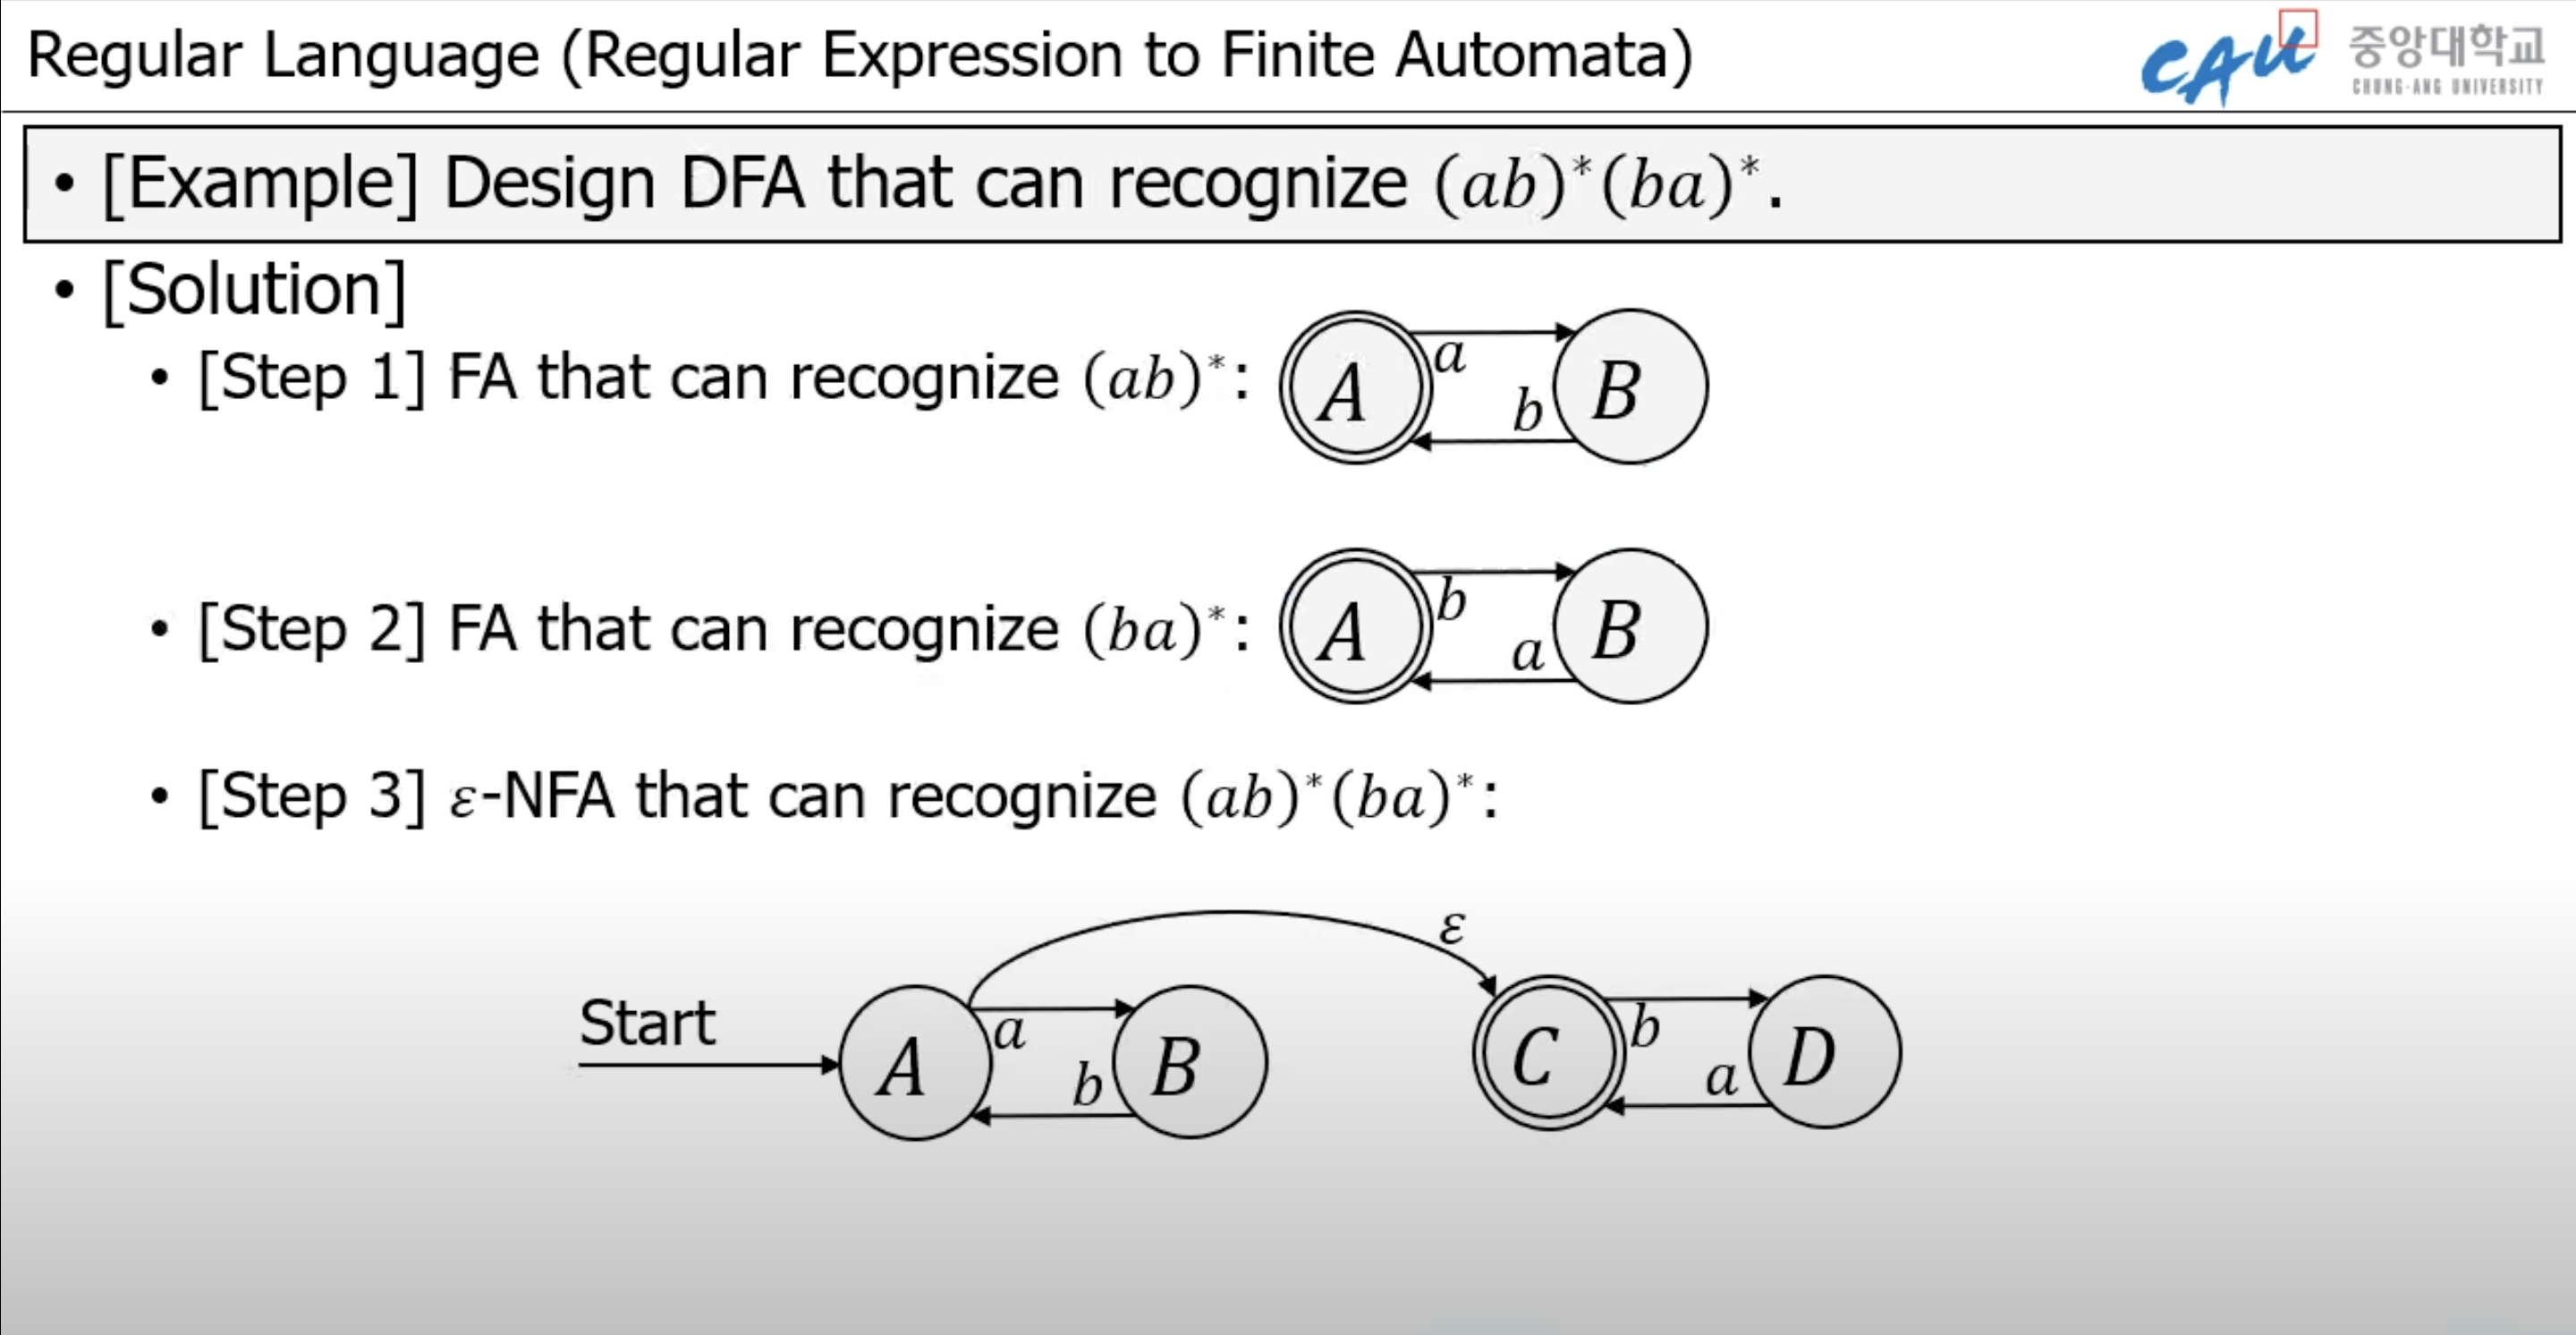 Regular Language (Regular Expression to Finite Automata)
CAU 중앙대학교
CHUNG-ANG UNIVERSITY
• [Example] Design DFA that can recognize (ab)*(ba)*.
• [Solution]
• [Step 1] FA that can recognize (ab)*:
A a b B
• [Step 2] FA that can recognize (ba)*:
A b a B
• [Step 3] ε-NFA that can recognize (ab)*(ba)*:
ε
Start
A a b B
C b a D